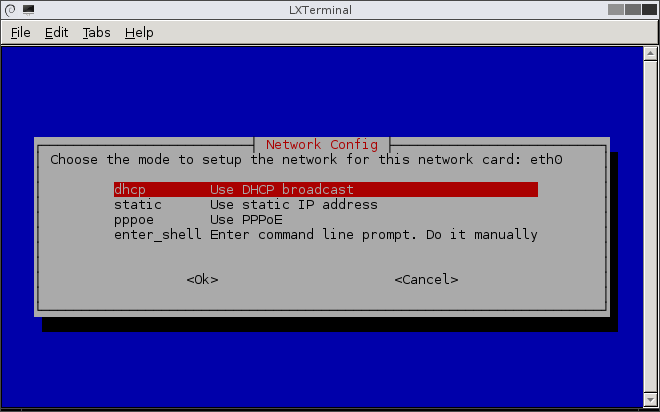 LXTerminal
File Edit Tabs Help
Network Config
Choose the mode to setup the network for this network card: eth0
dhcp Use DHCP broadcast
static Use static IP address
pppoe Use PPPoE
enter_shell Enter command line prompt. Do it manually
<Ok> <Cancel>